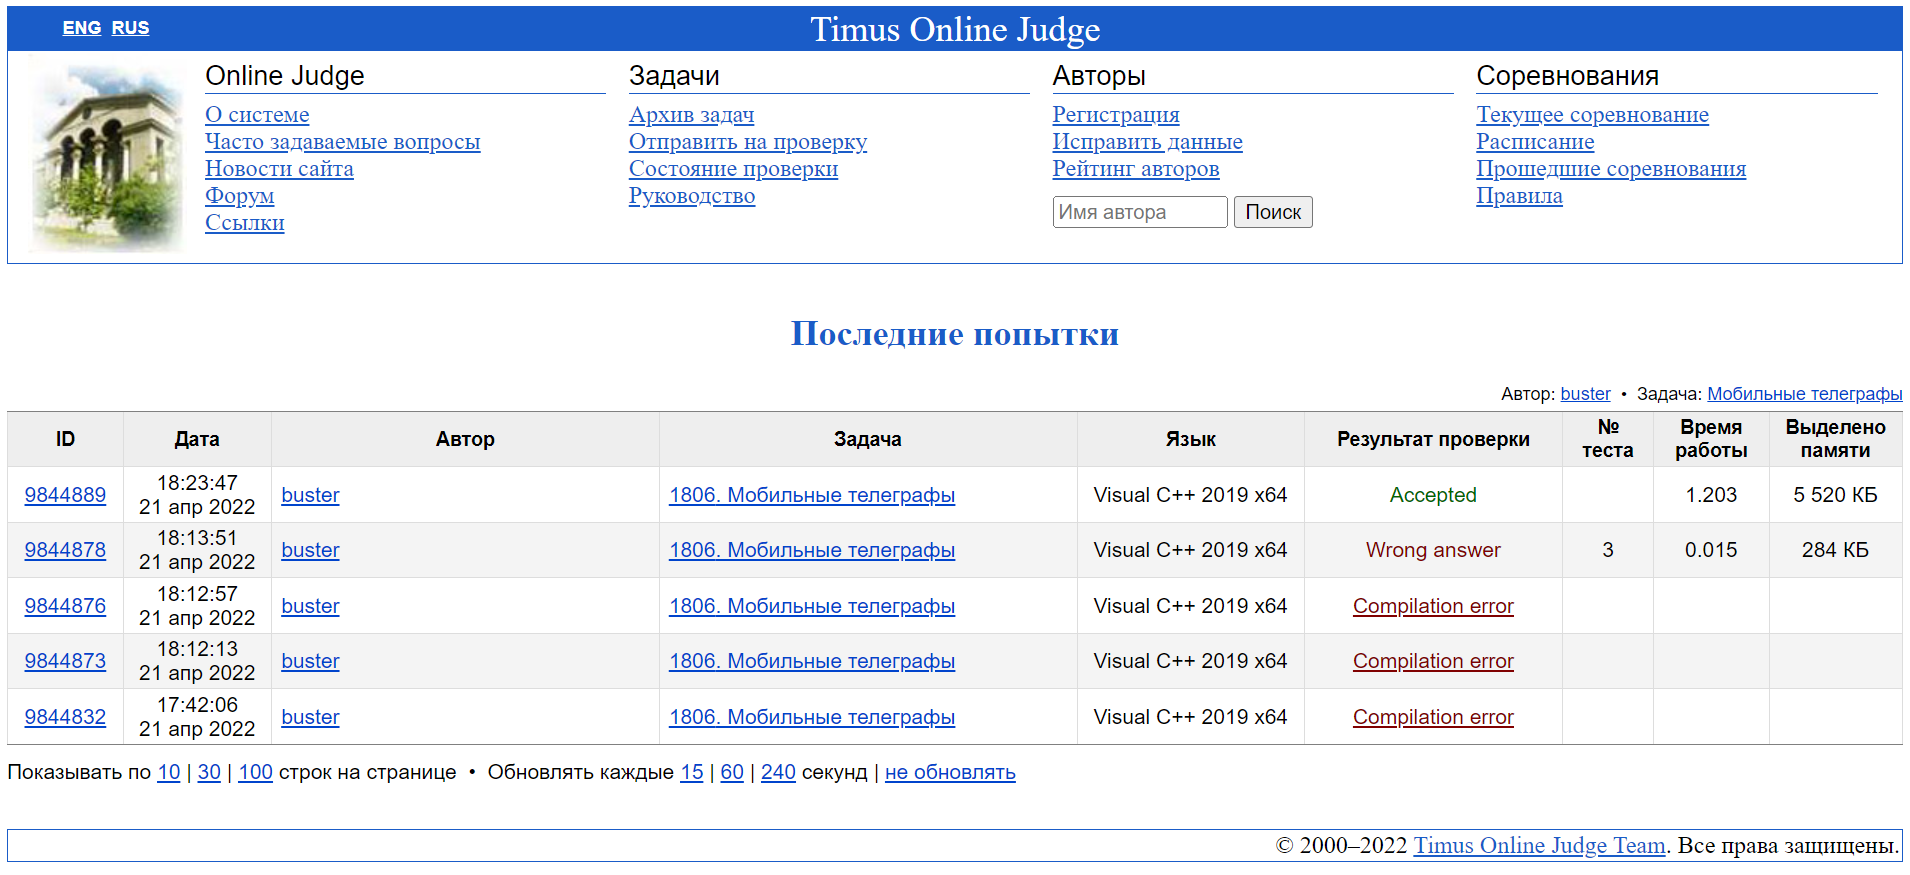 ENG RUS
Timus Online Judge
Online Judge
О системе
Часто задаваемые вопросы
Новости сайта
Форум
Ссылки
Задачи
Архив задач
Отправить на проверку
Состояние проверки
Руководство
Авторы
Регистрация
Исправить данные
Рейтинг авторов
Имя автора Поиск
Соревнования
Текущее соревнование
Расписание
Прошедшие соревнования
Правила
Последние попытки
Автор: buster • Задача: Мобильные телеграфы
ID Дата Автор Задача Язык Результат проверки № теста Время работы Выделено памяти
9844889 18:23:47 21 апр 2022 buster 1806. Мобильные телеграфы Visual C++ 2019 x64 Accepted 1.203 5 520 КБ
9844878 18:13:51 21 апр 2022 buster 1806. Мобильные телеграфы Visual C++ 2019 x64 Wrong answer 3 0.015 284 КБ
9844876 18:12:57 21 апр 2022 buster 1806. Мобильные телеграфы Visual C++ 2019 x64 Compilation error
9844873 18:12:13 21 апр 2022 buster 1806. Мобильные телеграфы Visual C++ 2019 x64 Compilation error
9844832 17:42:06 21 апр 2022 buster 1806. Мобильные телеграфы Visual C++ 2019 x64 Compilation error
Показывать по 10 | 30 | 100 строк на странице • Обновлять каждые 15 | 60 | 240 секунд | не обновлять
© 2000–2022 Timus Online Judge Team. Все права защищены.